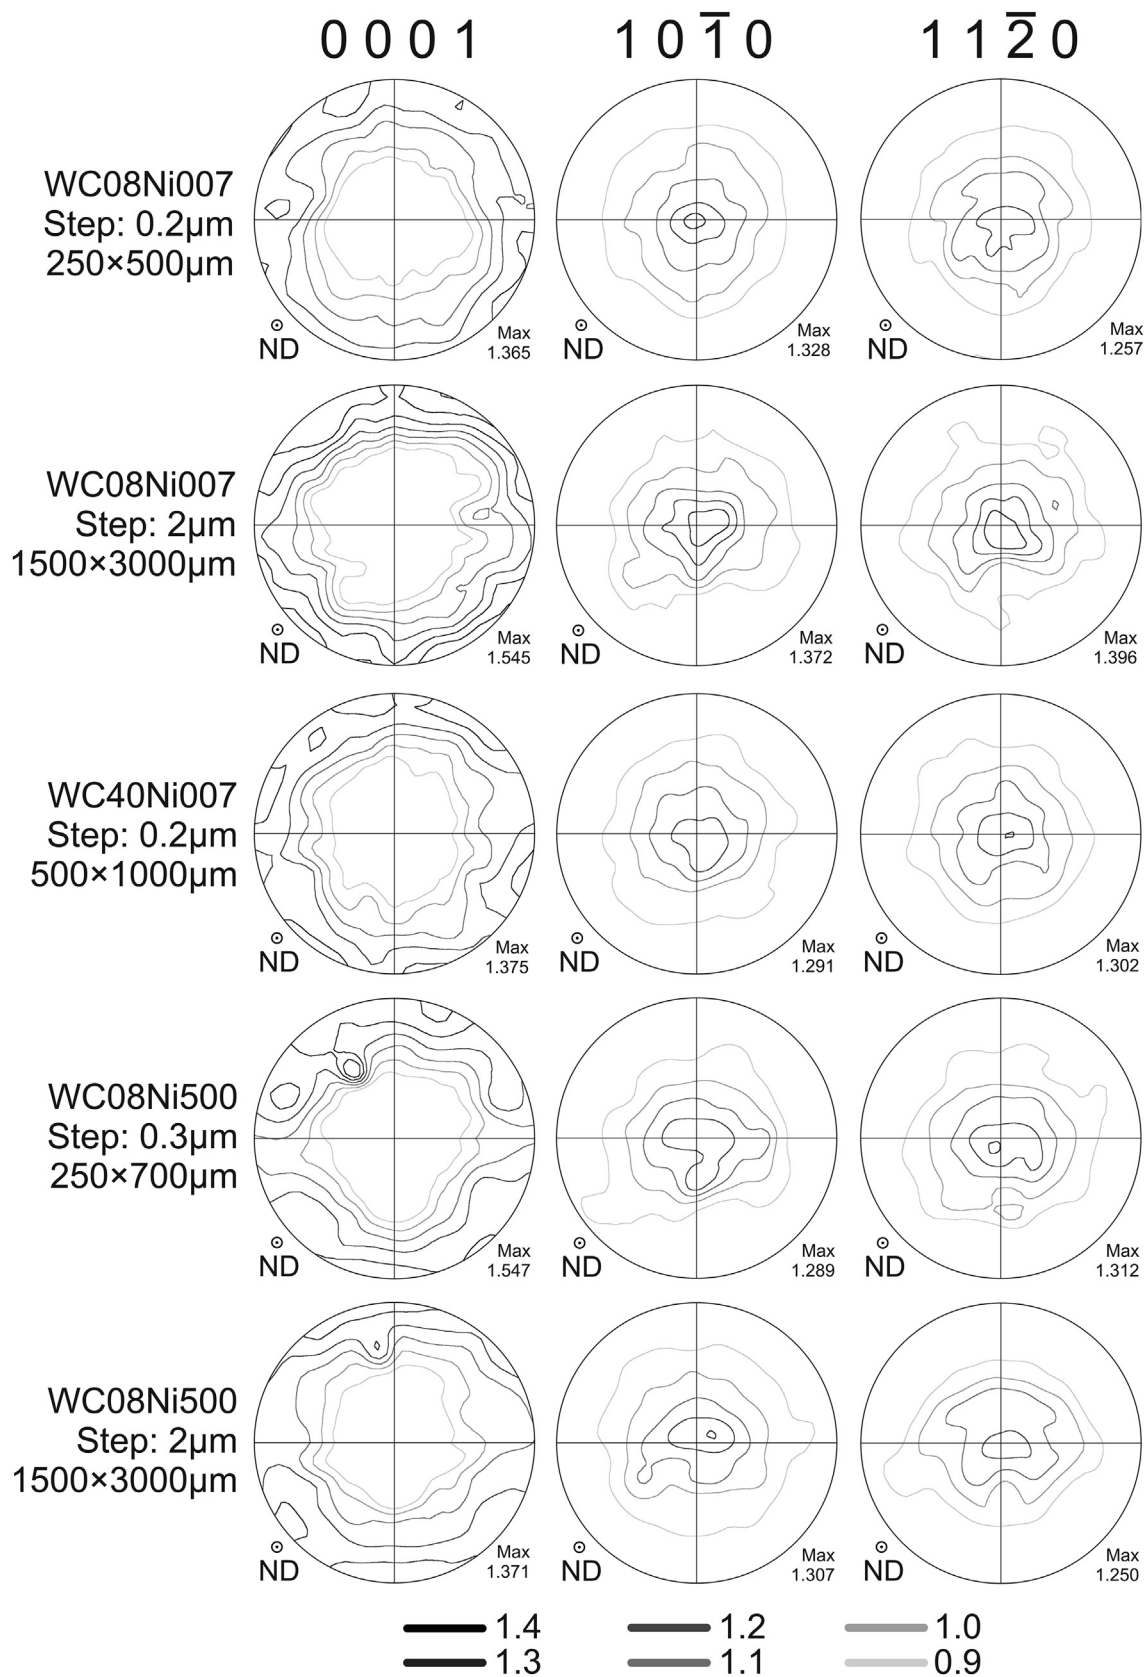 0 0 0 1
1 0 1̅ 0
1 1 2̅ 0
WC08Ni007
Step: 0.2µm
250×500µm
ND
Max
1.365
ND
Max
1.328
ND
Max
1.257
WC08Ni007
Step: 2µm
1500×3000µm
ND
Max
1.545
ND
Max
1.372
ND
Max
1.396
WC40Ni007
Step: 0.2µm
500×1000µm
ND
Max
1.375
ND
Max
1.291
ND
Max
1.302
WC08Ni500
Step: 0.3µm
250×700µm
ND
Max
1.547
ND
Max
1.289
ND
Max
1.312
WC08Ni500
Step: 2µm
1500×3000µm
ND
Max
1.371
ND
Max
1.307
ND
Max
1.250
1.4
1.2
1.0
1.3
1.1
0.9